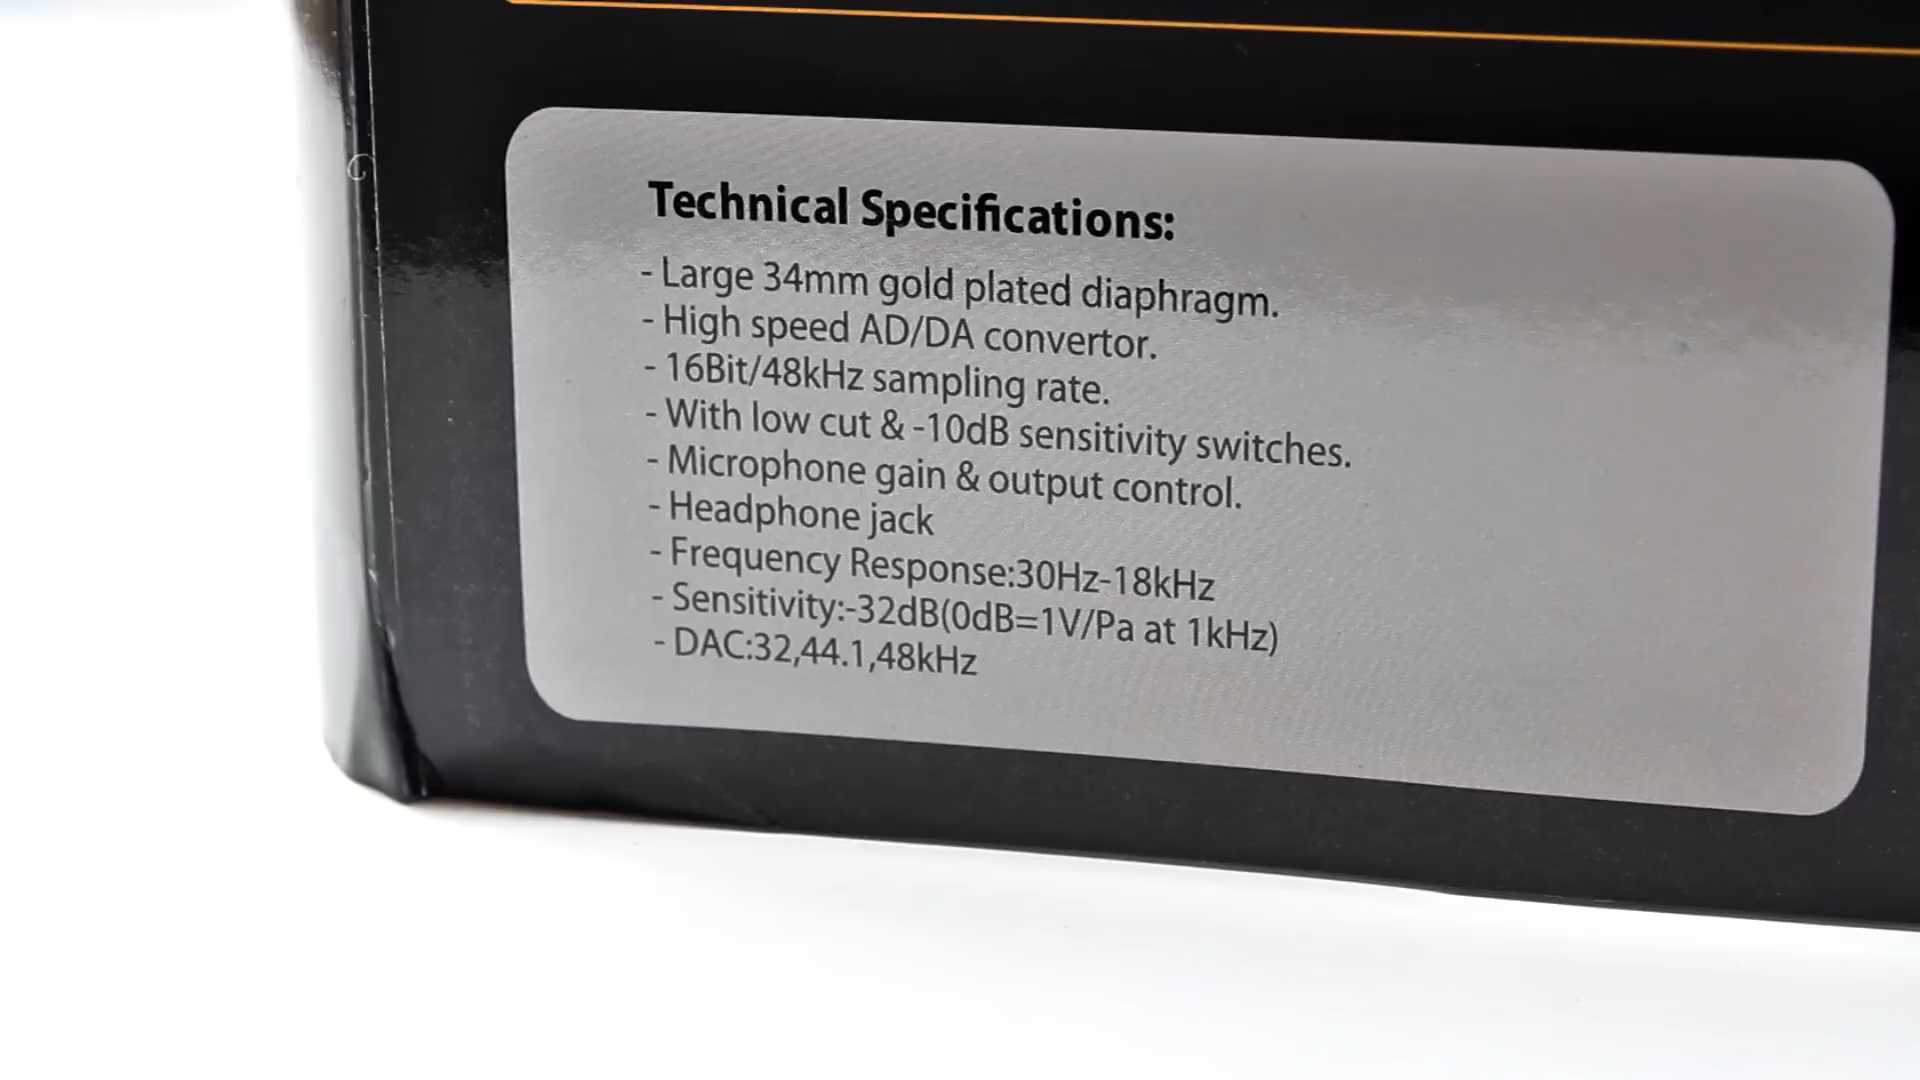 Technical Specifications:
- Large 34mm gold plated diaphragm.
- High speed AD/DA convertor.
- 16Bit/48kHz sampling rate.
- With low cut & -10dB sensitivity switches.
- Microphone gain & output control.
- Headphone jack
- Frequency Response:30Hz-18kHz
- Sensitivity:-32dB(0dB=1V/Pa at 1kHz)
- DAC:32,44.1,48kHz